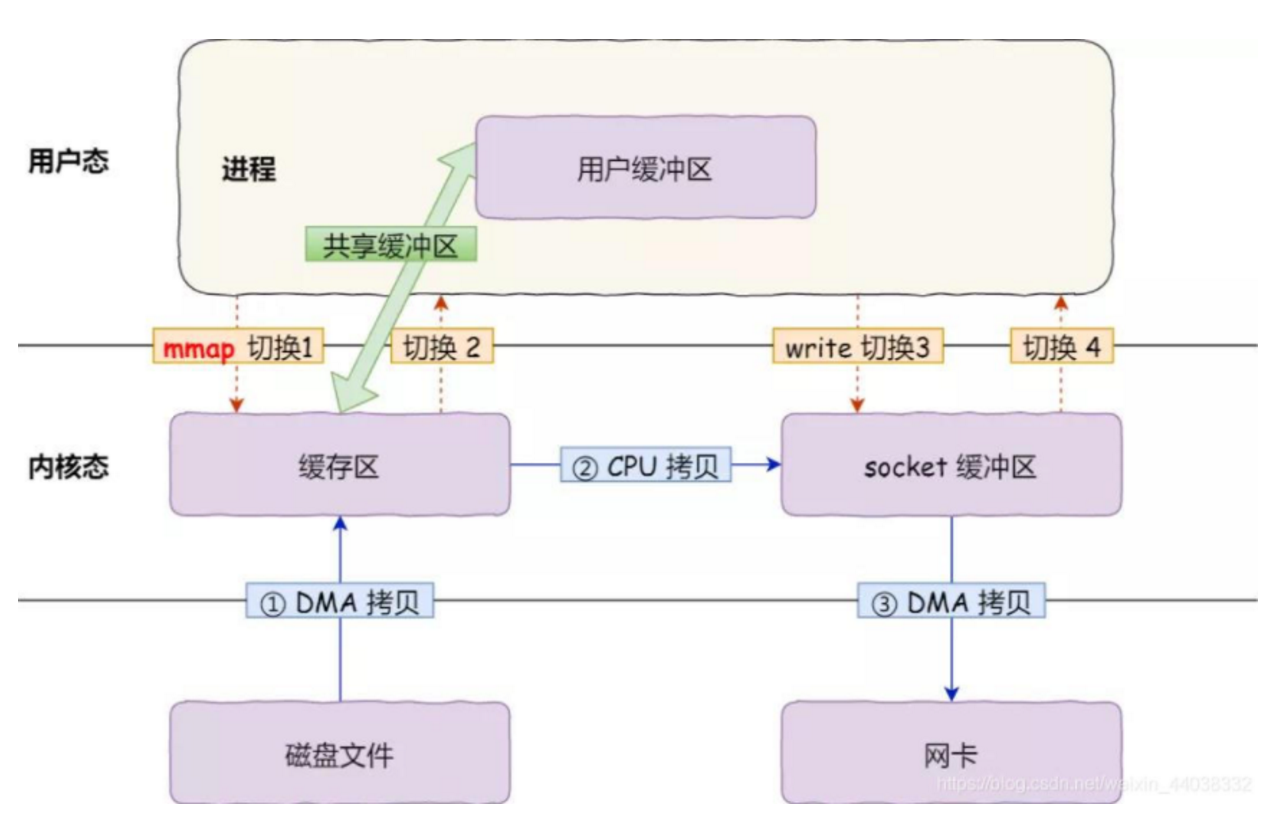 用户态
进程
用户缓冲区
共享缓冲区
mmap 切换1
切换 2
write 切换3
切换 4
内核态
缓存区
② CPU 拷贝
socket 缓冲区
① DMA 拷贝
③ DMA 拷贝
磁盘文件
网卡
https://blog.csdn.net/weixin_44038332